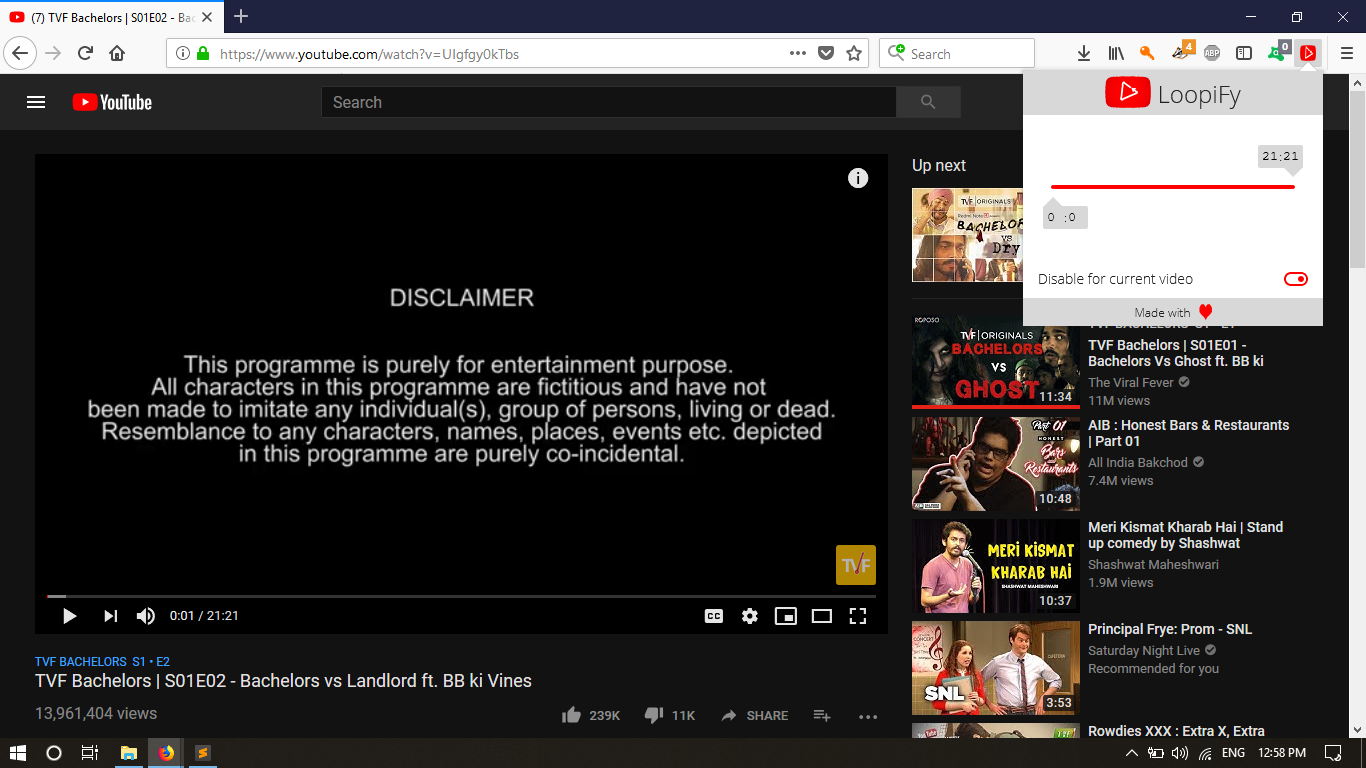 (7) TVF Bachelors | S01E02 - Bac
https://www.youtube.com/watch?v=UIgfgy0kTbs
Search
4
ABP
0
YouTube
Search
LoopiFy
21:21
0 :0
Disable for current video
Made with
DISCLAIMER
This programme is purely for entertainment purpose.
All characters in this programme are fictitious and have not
been made to imitate any individual(s), group of persons, living or dead.
Resemblance to any characters, names, places, events etc. depicted
in this programme are purely co-incidental.
TVF
0:01 / 21:21
CC
TVF BACHELORS S1 • E2
TVF Bachelors | S01E02 - Bachelors vs Landlord ft. BB ki Vines
13,961,404 views
239K
11K
SHARE
Up next
TVF ORIGINALS
BACHELOR
VS
Dry
TVF BACHELORS S1 • E1
ROPOSO
TVF ORIGINALS
BACHELORS
VS
GHOST
11:34
TVF Bachelors | S01E01 -
Bachelors Vs Ghost ft. BB ki
The Viral Fever
11M views
Part 01
HONEST
Bars
Restaurants
10:48
AIB : Honest Bars & Restaurants
| Part 01
All India Bakchod
7.4M views
MERI KISMAT
KHARAB HAI
SHASHWAT MAHESHWARI
10:37
Meri Kismat Kharab Hai | Stand
up comedy by Shashwat
Shashwat Maheshwari
1.9M views
CAFETERIA
SNL
3:53
Principal Frye: Prom - SNL
Saturday Night Live
Recommended for you
Rowdies XXX : Extra X, Extra
ENG
12:58 PM